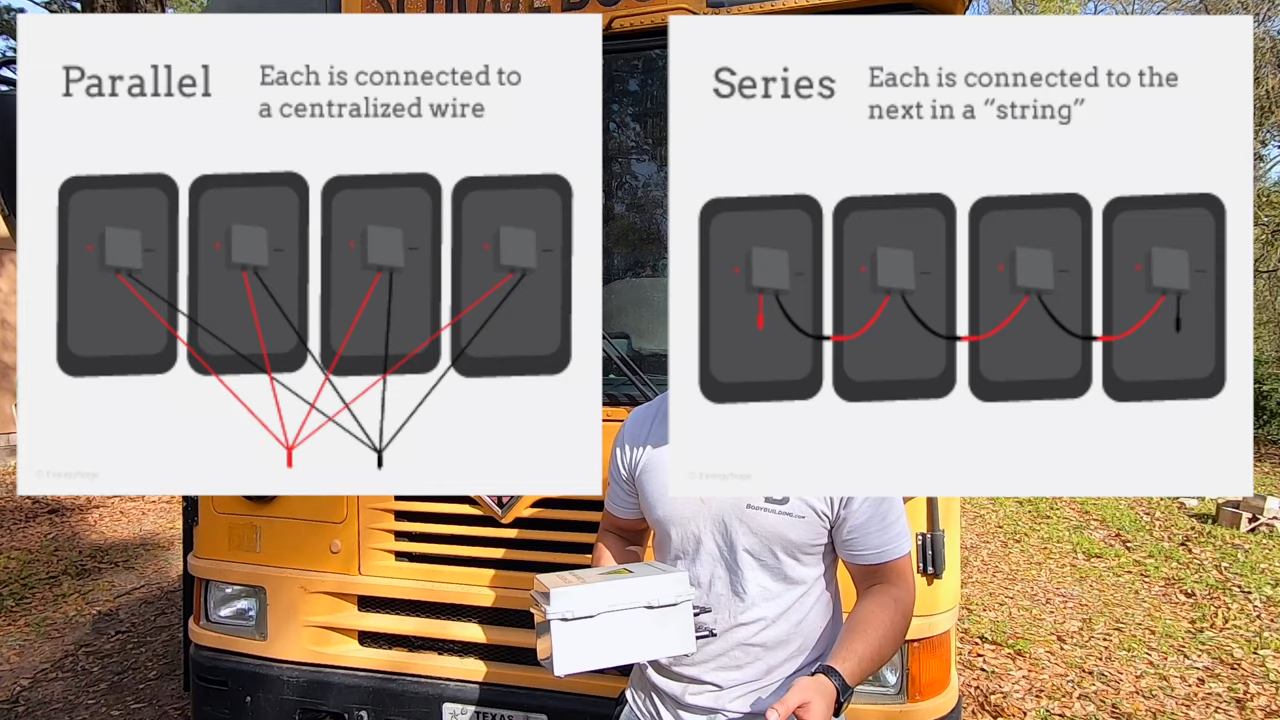 Parallel
Each is connected to
a centralized wire
Series
Each is connected to the
next in a “string”
BODYBUILDING.COM
TEXAS